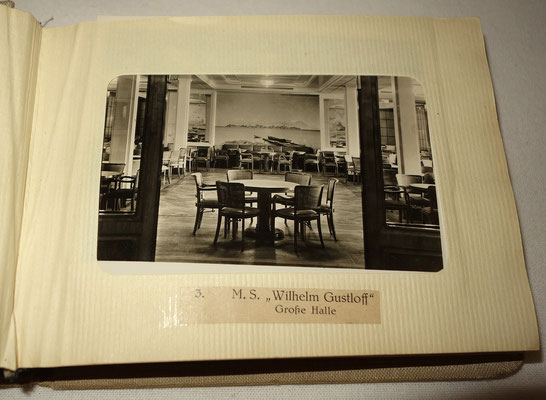 3. M. S. „Wilhelm Gustloff“
Große Halle